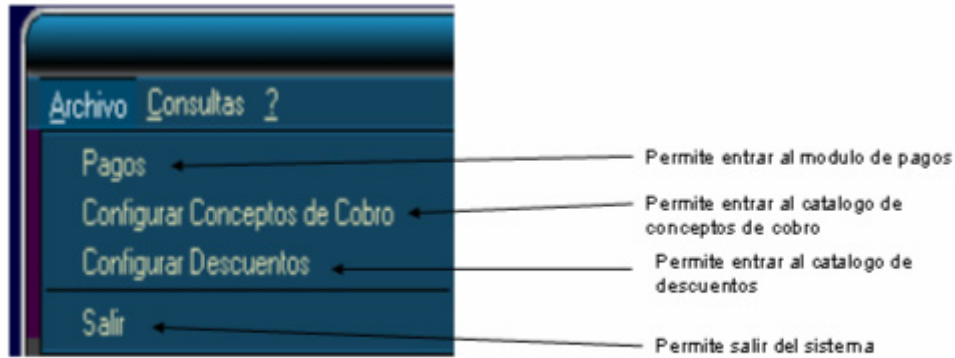 Archivo Consultas ?
Pagos
Permite entrar al modulo de pagos
Configurar Conceptos de Cobro
Permite entrar al catalogo de
conceptos de cobro
Configurar Descuentos
Permite entrar al catalogo de
descuentos
Salir
Permite salir del sistema